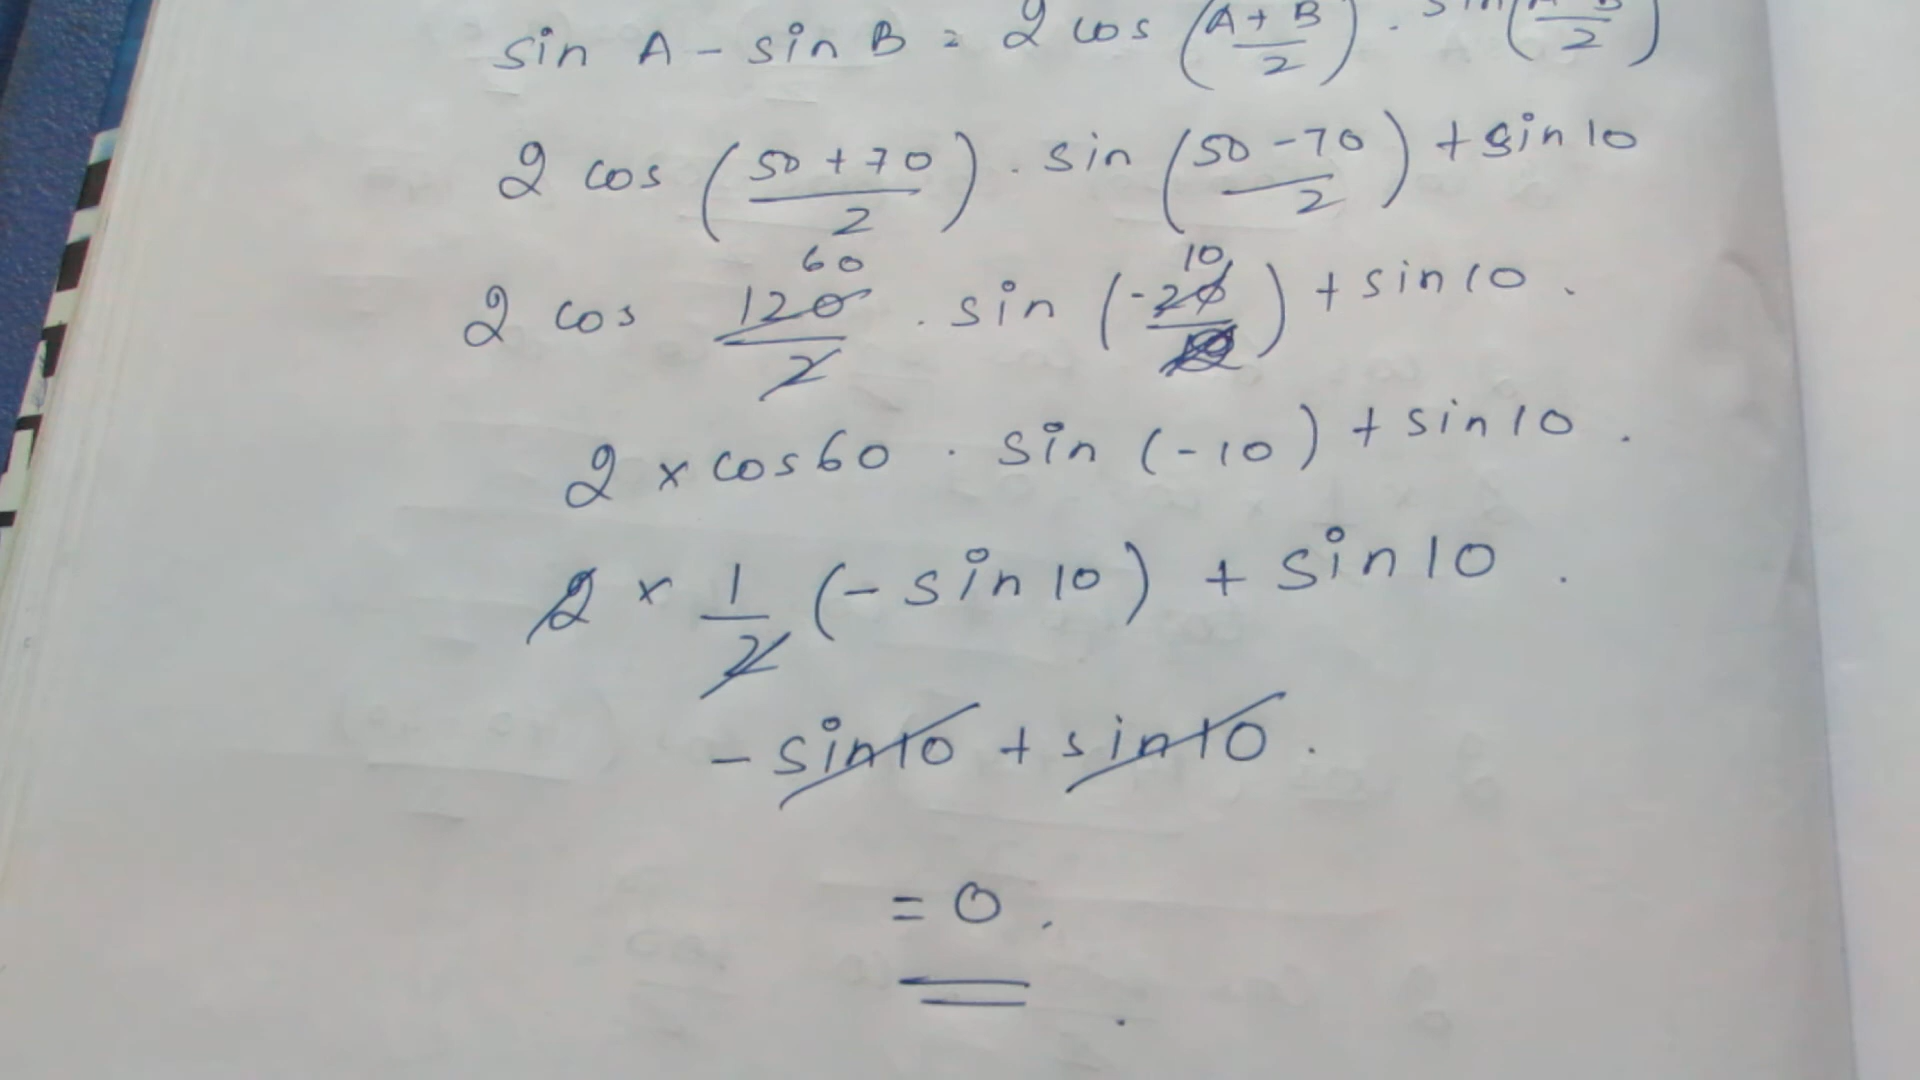 sin A - sin B = 2 cos (A + B / 2) . sin (A - B / 2)
2 cos (50 + 70 / 2) . sin (50 - 70 / 2) + sin 10
60 10
2 cos 120 / 2 . sin (-20 / 2) + sin 10 .
2 x cos 60 . sin (-10) + sin 10 .
2 x 1 / 2 (- sin 10) + sin 10 .
- sin 10 + sin 10 .
= 0 .